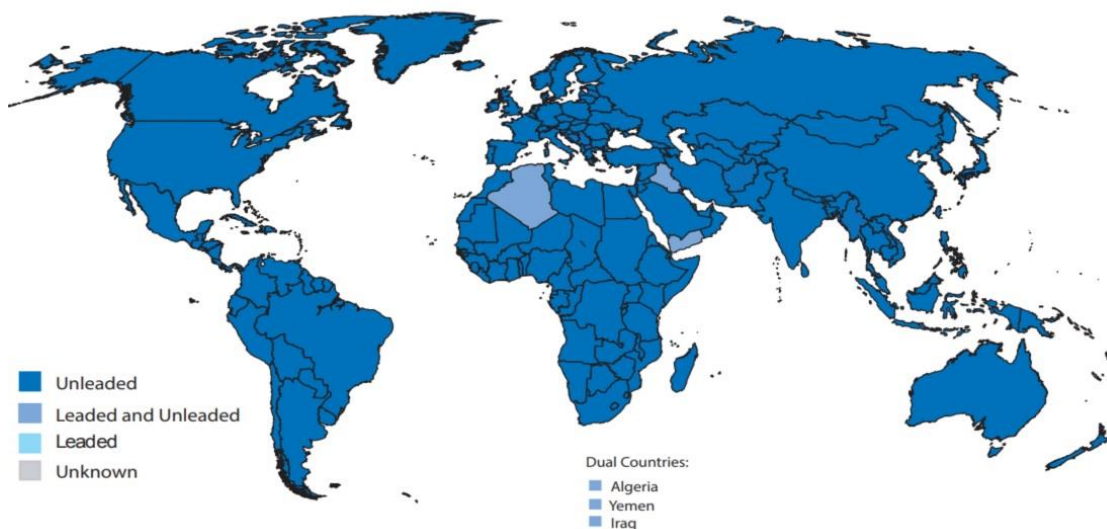 Unleaded
Leaded and Unleaded
Leaded
Unknown
Dual Countries:
Algeria
Yemen
Iraq